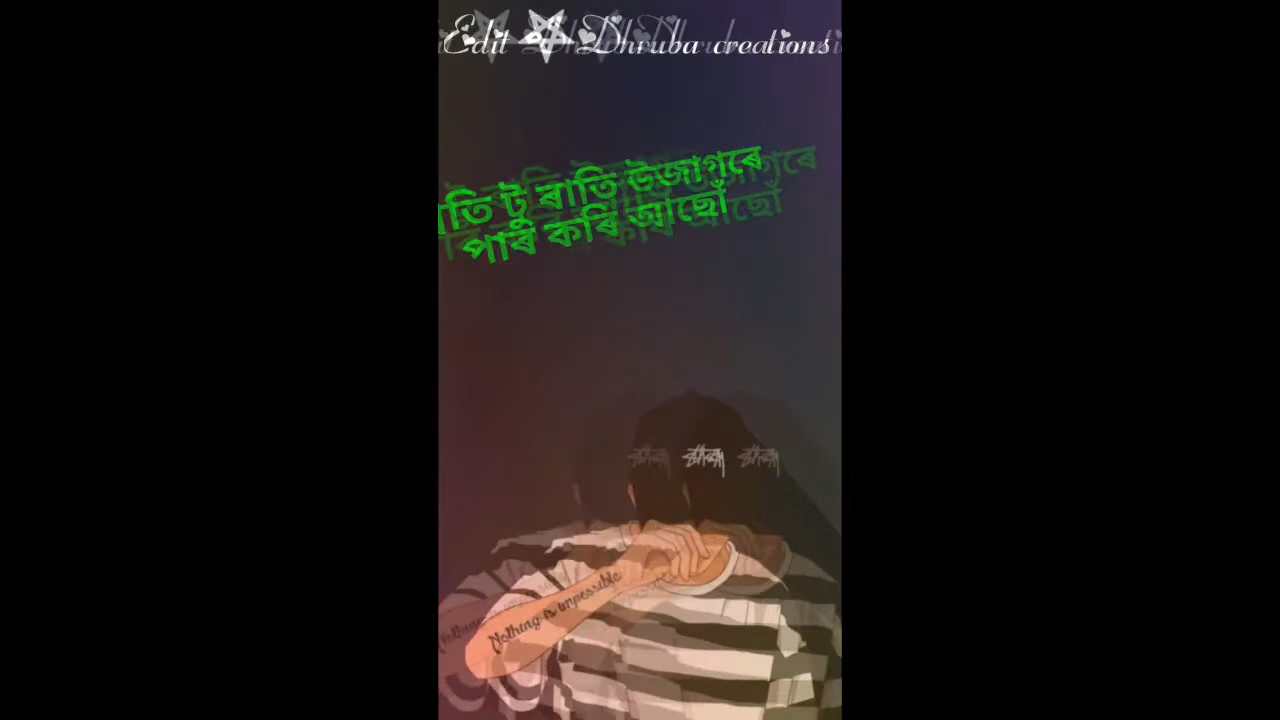 Edit ⛧ Dhruba creations
টু ৰাতি উজাগৰে
পাৰ কৰি আছোঁ
Nothing is impossible